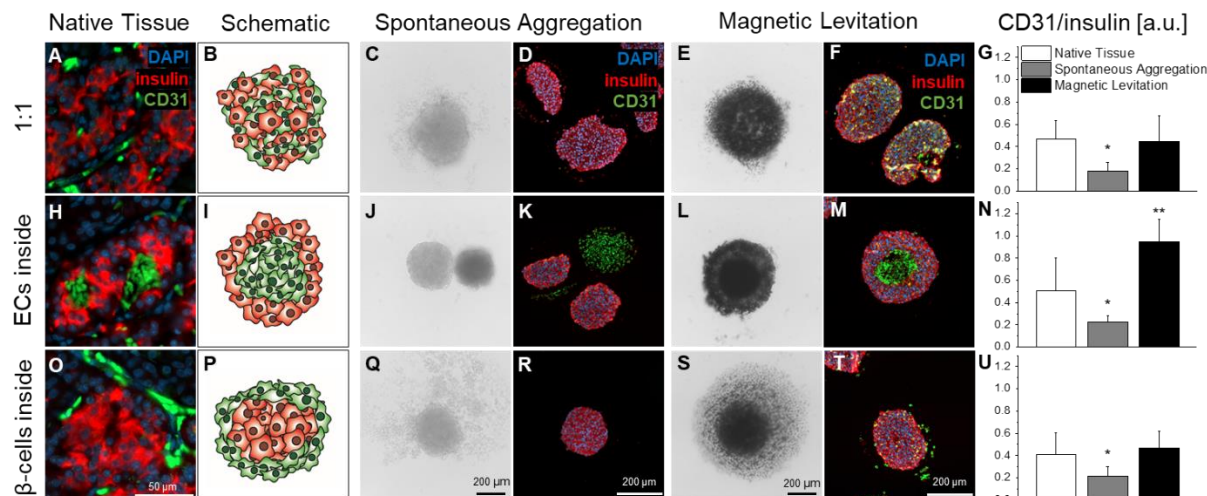 Native Tissue Schematic Spontaneous Aggregation Magnetic Levitation CD31/insulin [a.u.]
1:1
A DAPI insulin CD31
B
C
D DAPI insulin CD31
E
F DAPI insulin CD31
G
Native Tissue
Spontaneous Aggregation
Magnetic Levitation
1.2
1.0
0.8
0.6
0.4
0.2
0.0
*
ECs inside
H
I
J
K
L
M
N
1.2
1.0
0.8
0.6
0.4
0.2
0.0
*
**
β-cells inside
O
50 µm
P
Q
200 µm
R
200 µm
S
200 µm
T
U
1.2
1.0
0.8
0.6
0.4
0.2
0.0
*